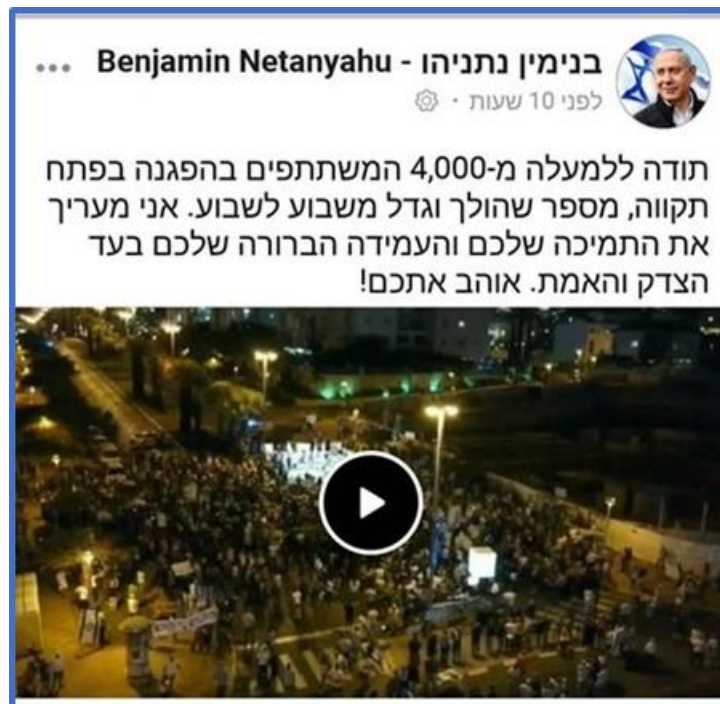 בנימין נתניהו - Benjamin Netanyahu
לפני 10 שעות ·
תודה ללמעלה מ-4,000 המשתתפים בהפגנה בפתח
תקווה, מספר שהולך וגדל משבוע לשבוע. אני מעריך
את התמיכה שלכם והעמידה הברורה שלכם בעד
הצדק והאמת. אוהב אתכם!